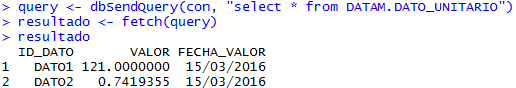 > query <- dbSendQuery(con, "select * from DATAM.DATO_UNITARIO")
> resultado <- fetch(query)
> resultado
  ID_DATO       VALOR FECHA_VALOR
1   DATO1 121.0000000  15/03/2016
2   DATO2   0.7419355  15/03/2016